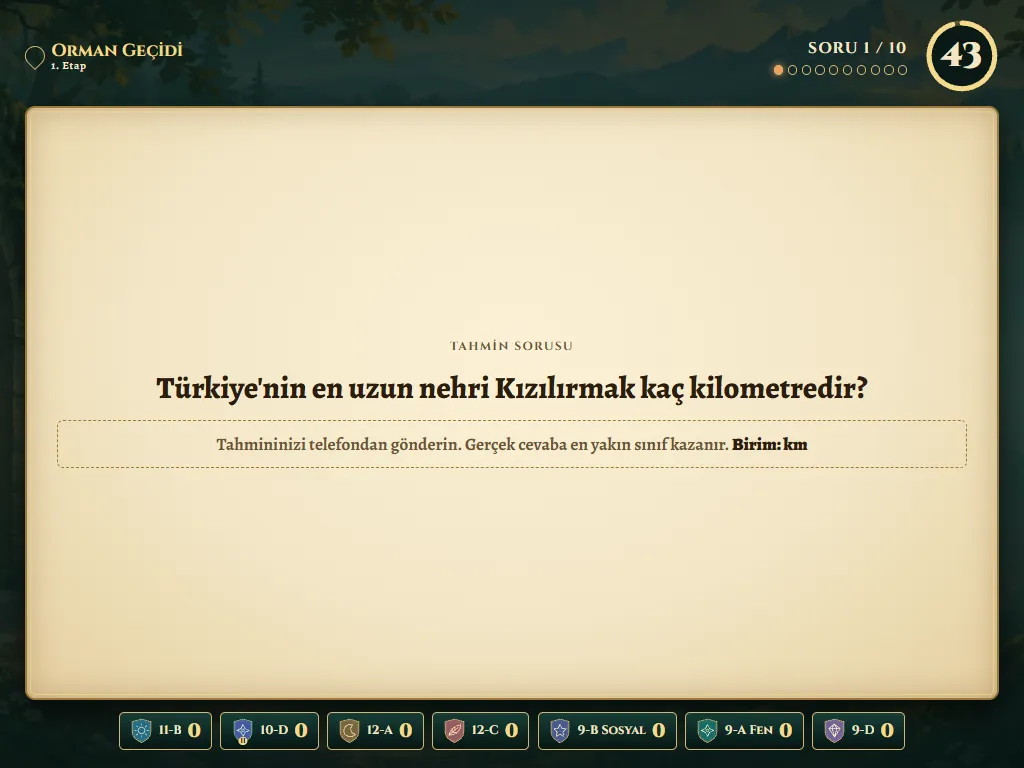 ORMAN GEÇİDİ
1. Etap
SORU 1 / 10
43
TAHMİN SORUSU
Türkiye'nin en uzun nehri Kızılırmak kaç kilometredir?
Tahmininizi telefondan gönderin. Gerçek cevaba en yakın sınıf kazanır. Birim: km
11-B 0
10-D 0
12-A 0
12-C 0
9-B SOSYAL 0
9-A FEN 0
9-D 0